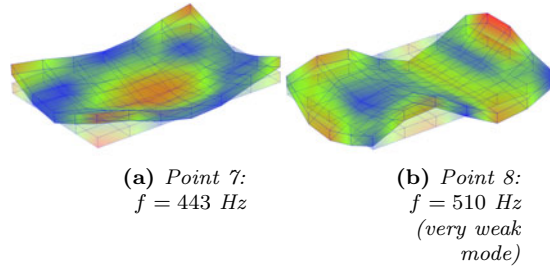 (a) Point 7:
f = 443 Hz
(b) Point 8:
f = 510 Hz
(very weak
mode)